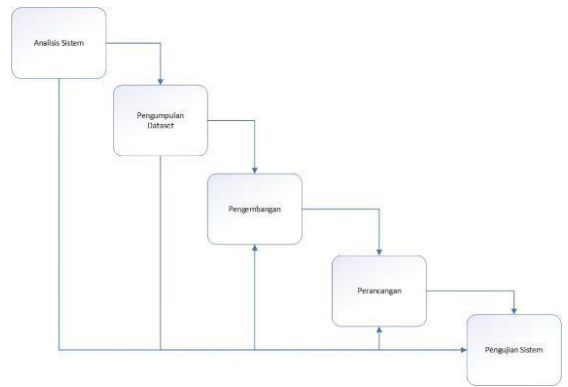 Analisis Sistem
Pengumpulan
Dataset
Pengembangan
Perancangan
Pengujian Sistem